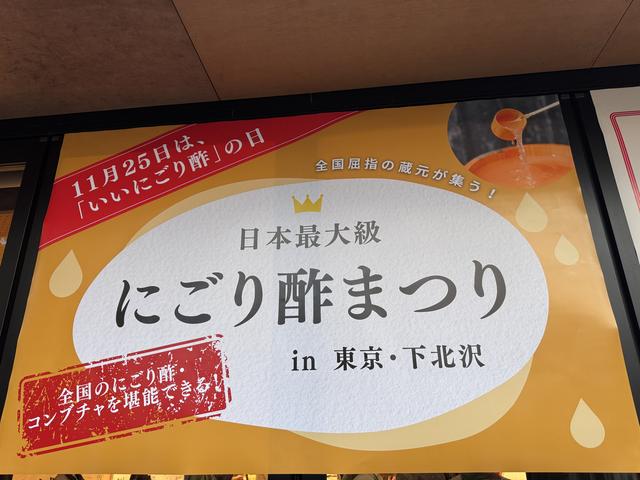 11月25日は、
「いいにごり酢」の日
全国屈指の蔵元が集う!
日本最大級
にごり酢まつり
in 東京・下北沢
全国のにごり酢・
コンブチャを堪能できる!